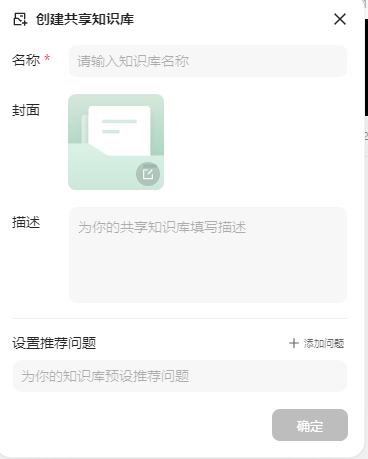 创建共享知识库
名称 *
请输入知识库名称
封面
描述
为你的共享知识库填写描述
设置推荐问题
添加问题
为你的知识库预设推荐问题
确定